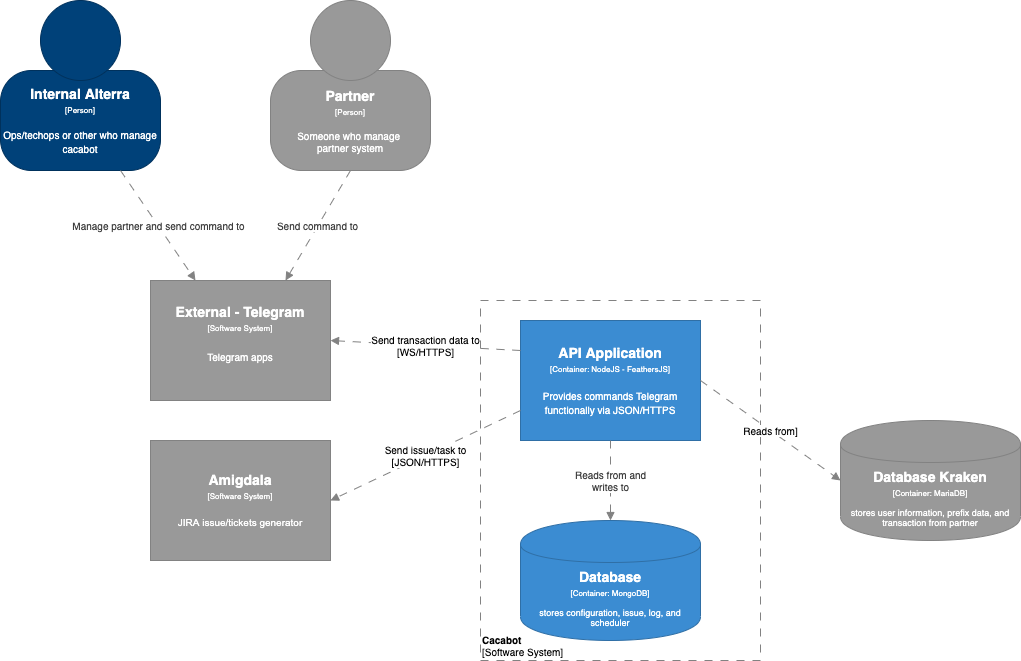 Internal Alterra
[Person]
Ops/techops or other who manage
cacabot
Partner
[Person]
Someone who manage
partner system
Manage partner and send command to
Send command to
External - Telegram
[Software System]
Telegram apps
Send transaction data to
[WS/HTTPS]
API Application
[Container: NodeJS - FeathersJS]
Provides commands Telegram
functionally via JSON/HTTPS
Reads from]
Amigdala
[Software System]
JIRA issue/tickets generator
Send issue/task to
[JSON/HTTPS]
Reads from and
writes to
Database Kraken
[Container: MariaDB]
stores user information, prefix data, and
transaction from partner
Database
[Container: MongoDB]
stores configuration, issue, log, and
scheduler
Cacabot
[Software System]